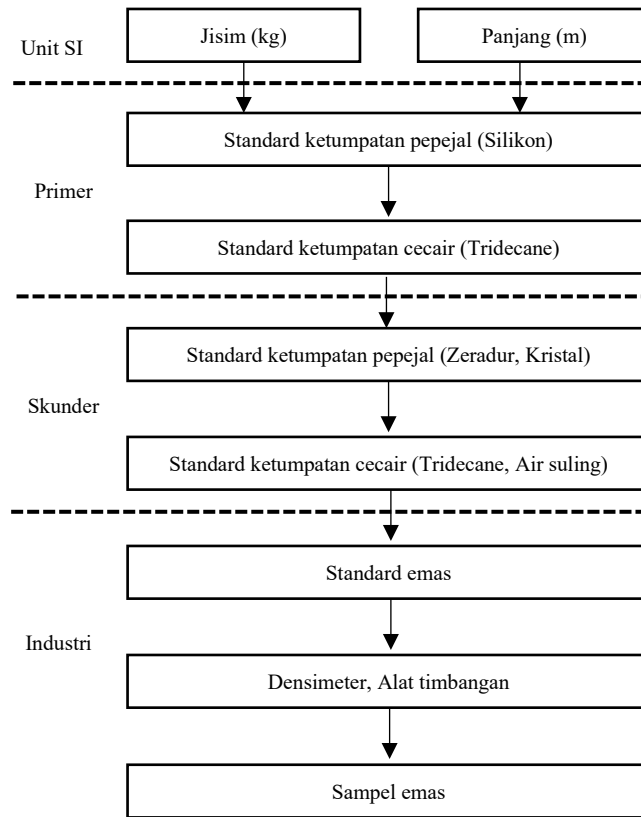 Unit SI
Jisim (kg)
Panjang (m)
Standard ketumpatan pepejal (Silikon)
Primer
Standard ketumpatan cecair (Tridecane)
Standard ketumpatan pepejal (Zeradur, Kristal)
Skunder
Standard ketumpatan cecair (Tridecane, Air suling)
Standard emas
Industri
Densimeter, Alat timbangan
Sampel emas